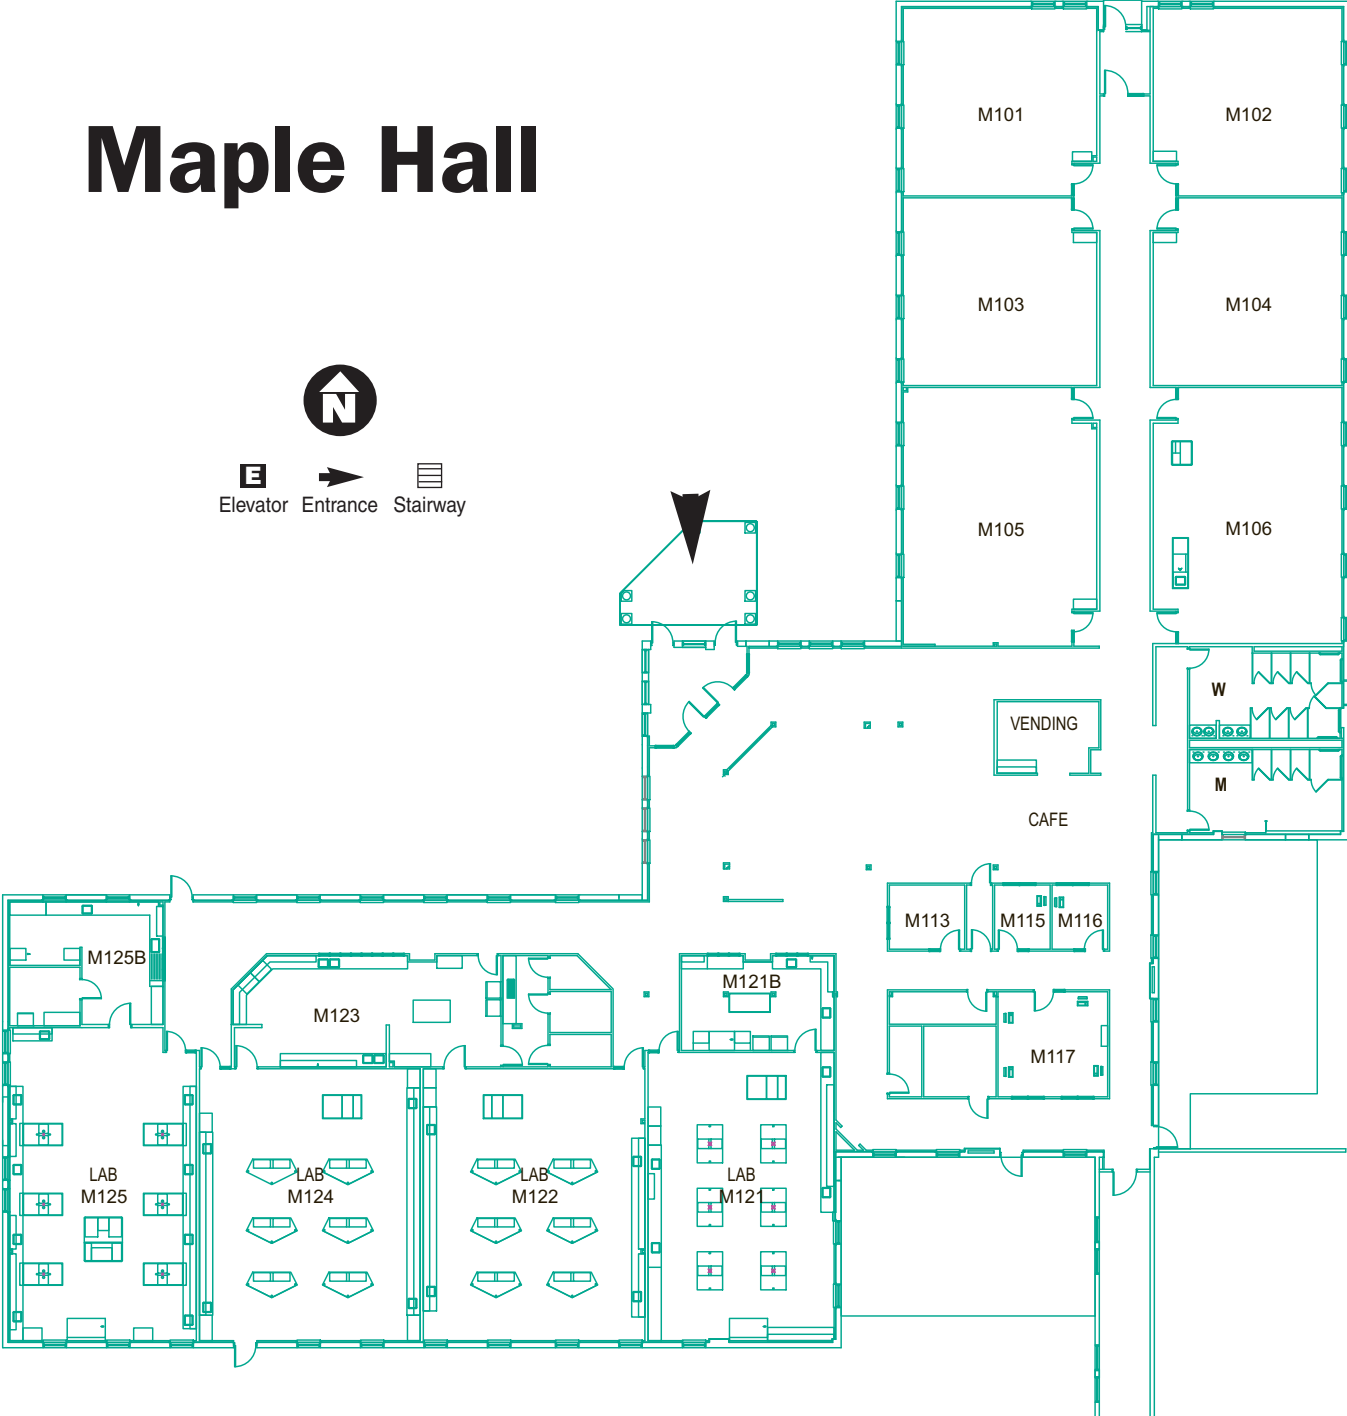 Maple Hall
N
E
Elevator Entrance Stairway
M101
M102
M103
M104
M105
M106
W
VENDING
M
CAFE
M113
M115
M116
M125B
M121B
M123
M117
LAB
M125
LAB
M124
LAB
M122
LAB
M121